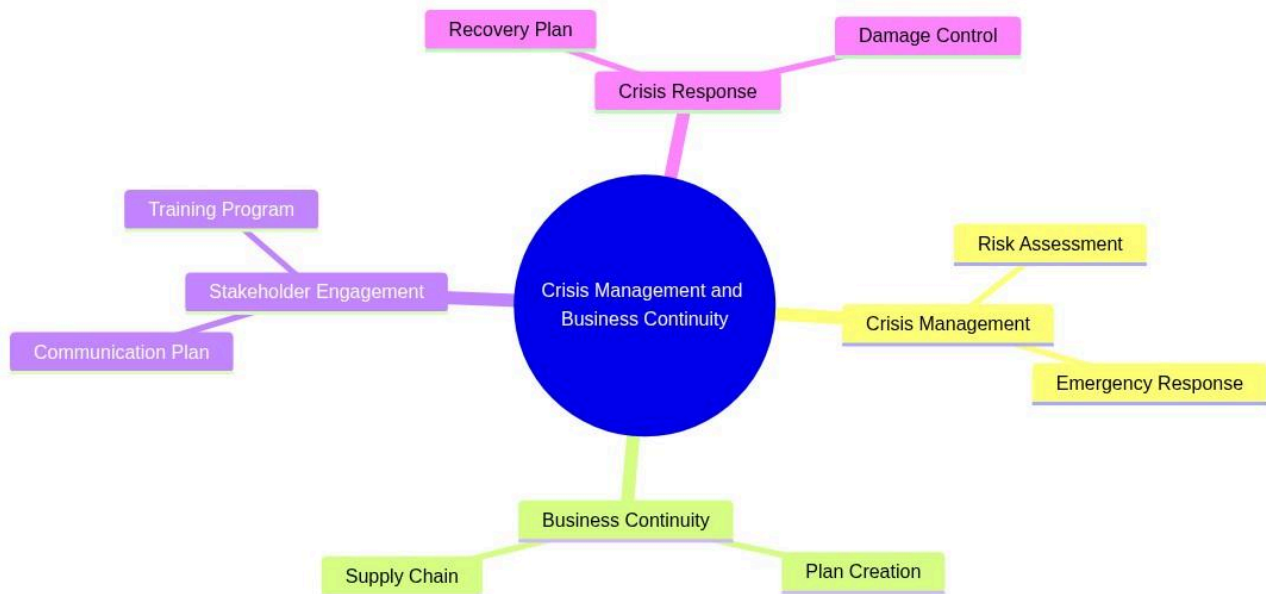 Recovery Plan
Damage Control
Crisis Response
Training Program
Stakeholder Engagement
Communication Plan
Crisis Management and
Business Continuity
Risk Assessment
Crisis Management
Emergency Response
Business Continuity
Supply Chain
Plan Creation